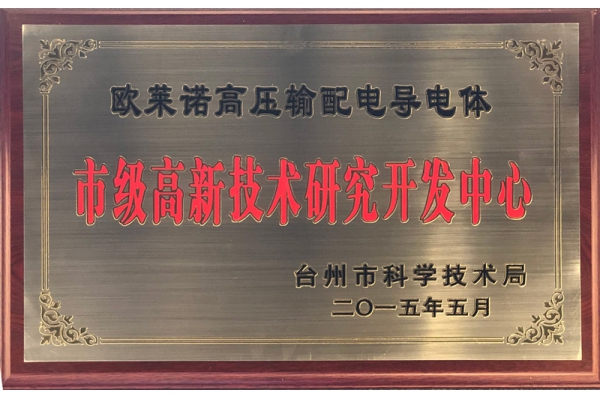 欧莱诺高压输配电导电体
市级高新技术研究开发中心
台州市科学技术局
二〇一五年五月